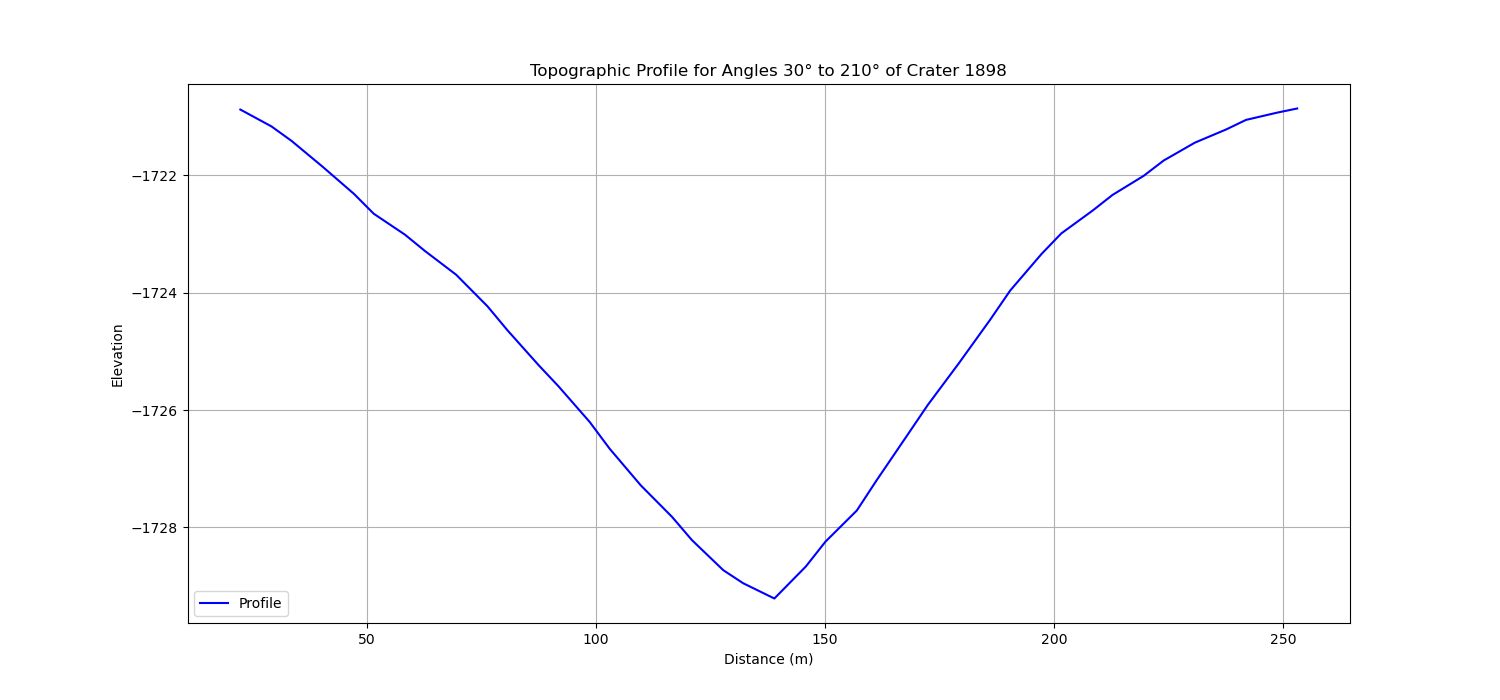 Topographic Profile for Angles 30° to 210° of Crater 1898
Elevation
−1722
−1724
−1726
−1728
Profile
50
100
150
200
250
Distance (m)